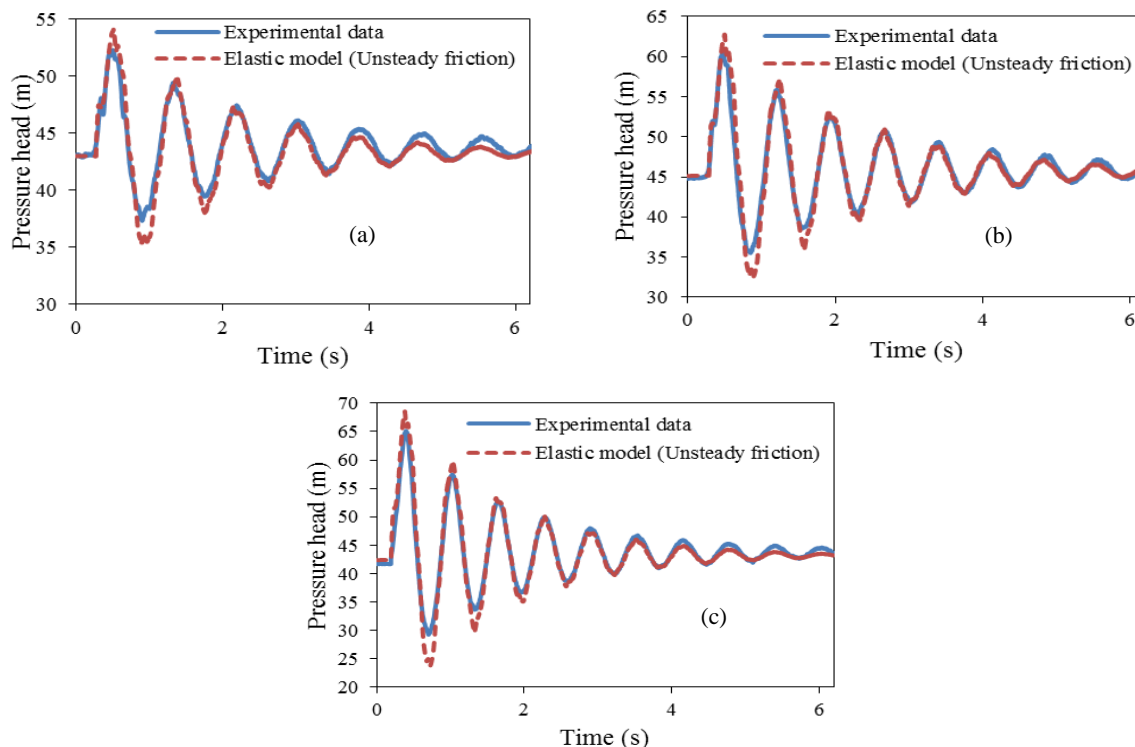 55
50
45
40
35
30
Pressure head (m)
Experimental data
Elastic model (Unsteady friction)
(a)
0
2
4
6
Time (s)
65
60
55
50
45
40
35
30
Pressure head (m)
Experimental data
Elastic model (Unsteady friction)
(b)
0
2
4
6
Time (s)
70
65
60
55
50
45
40
35
30
25
20
Pressure head (m)
Experimental data
Elastic model (Unsteady friction)
(c)
0
2
4
6
Time (s)